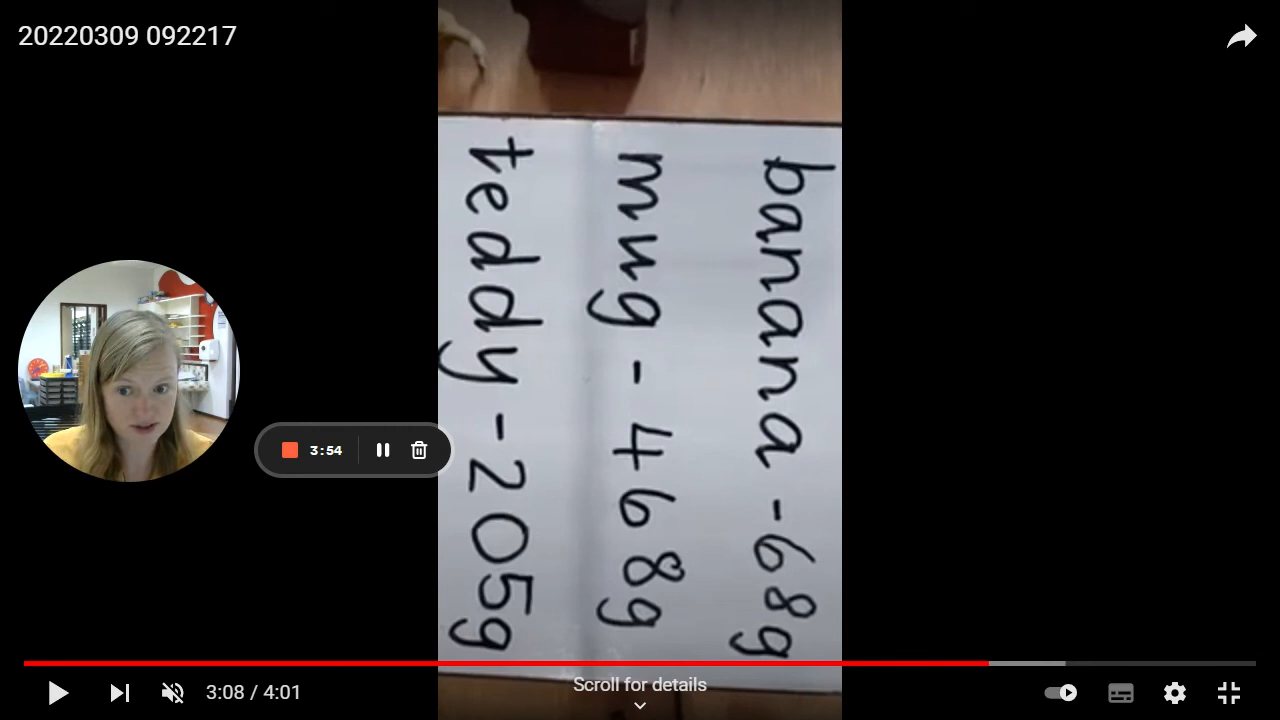 20220309 092217
banana - 68g
mug - 468g
teddy - 205g
3:54
3:08 / 4:01
Scroll for details